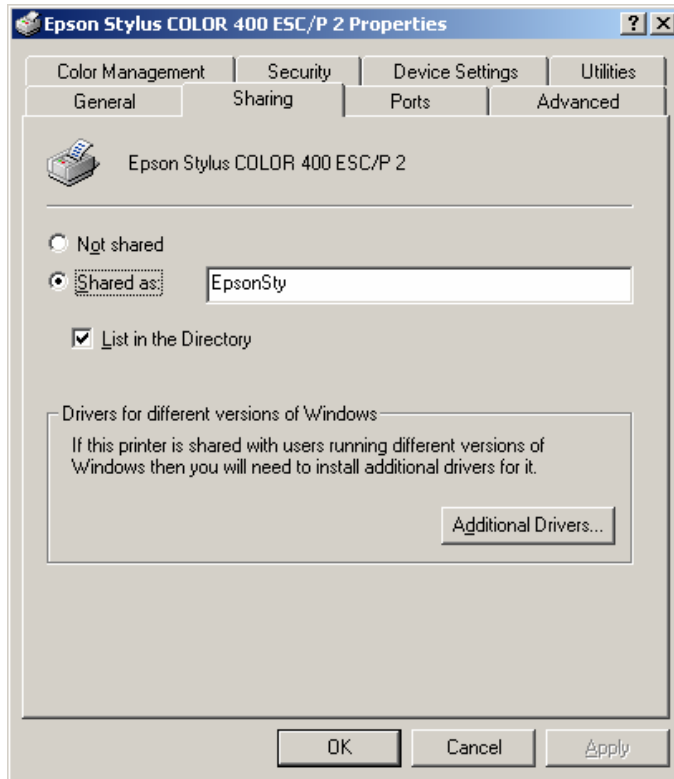 Epson Stylus COLOR 400 ESC/P 2 Properties
Color Management Security Device Settings Utilities
General Sharing Ports Advanced
Epson Stylus COLOR 400 ESC/P 2
Not shared
Shared as: EpsonSty
List in the Directory
Drivers for different versions of Windows
If this printer is shared with users running different versions of
Windows then you will need to install additional drivers for it.
Additional Drivers...
OK Cancel Apply